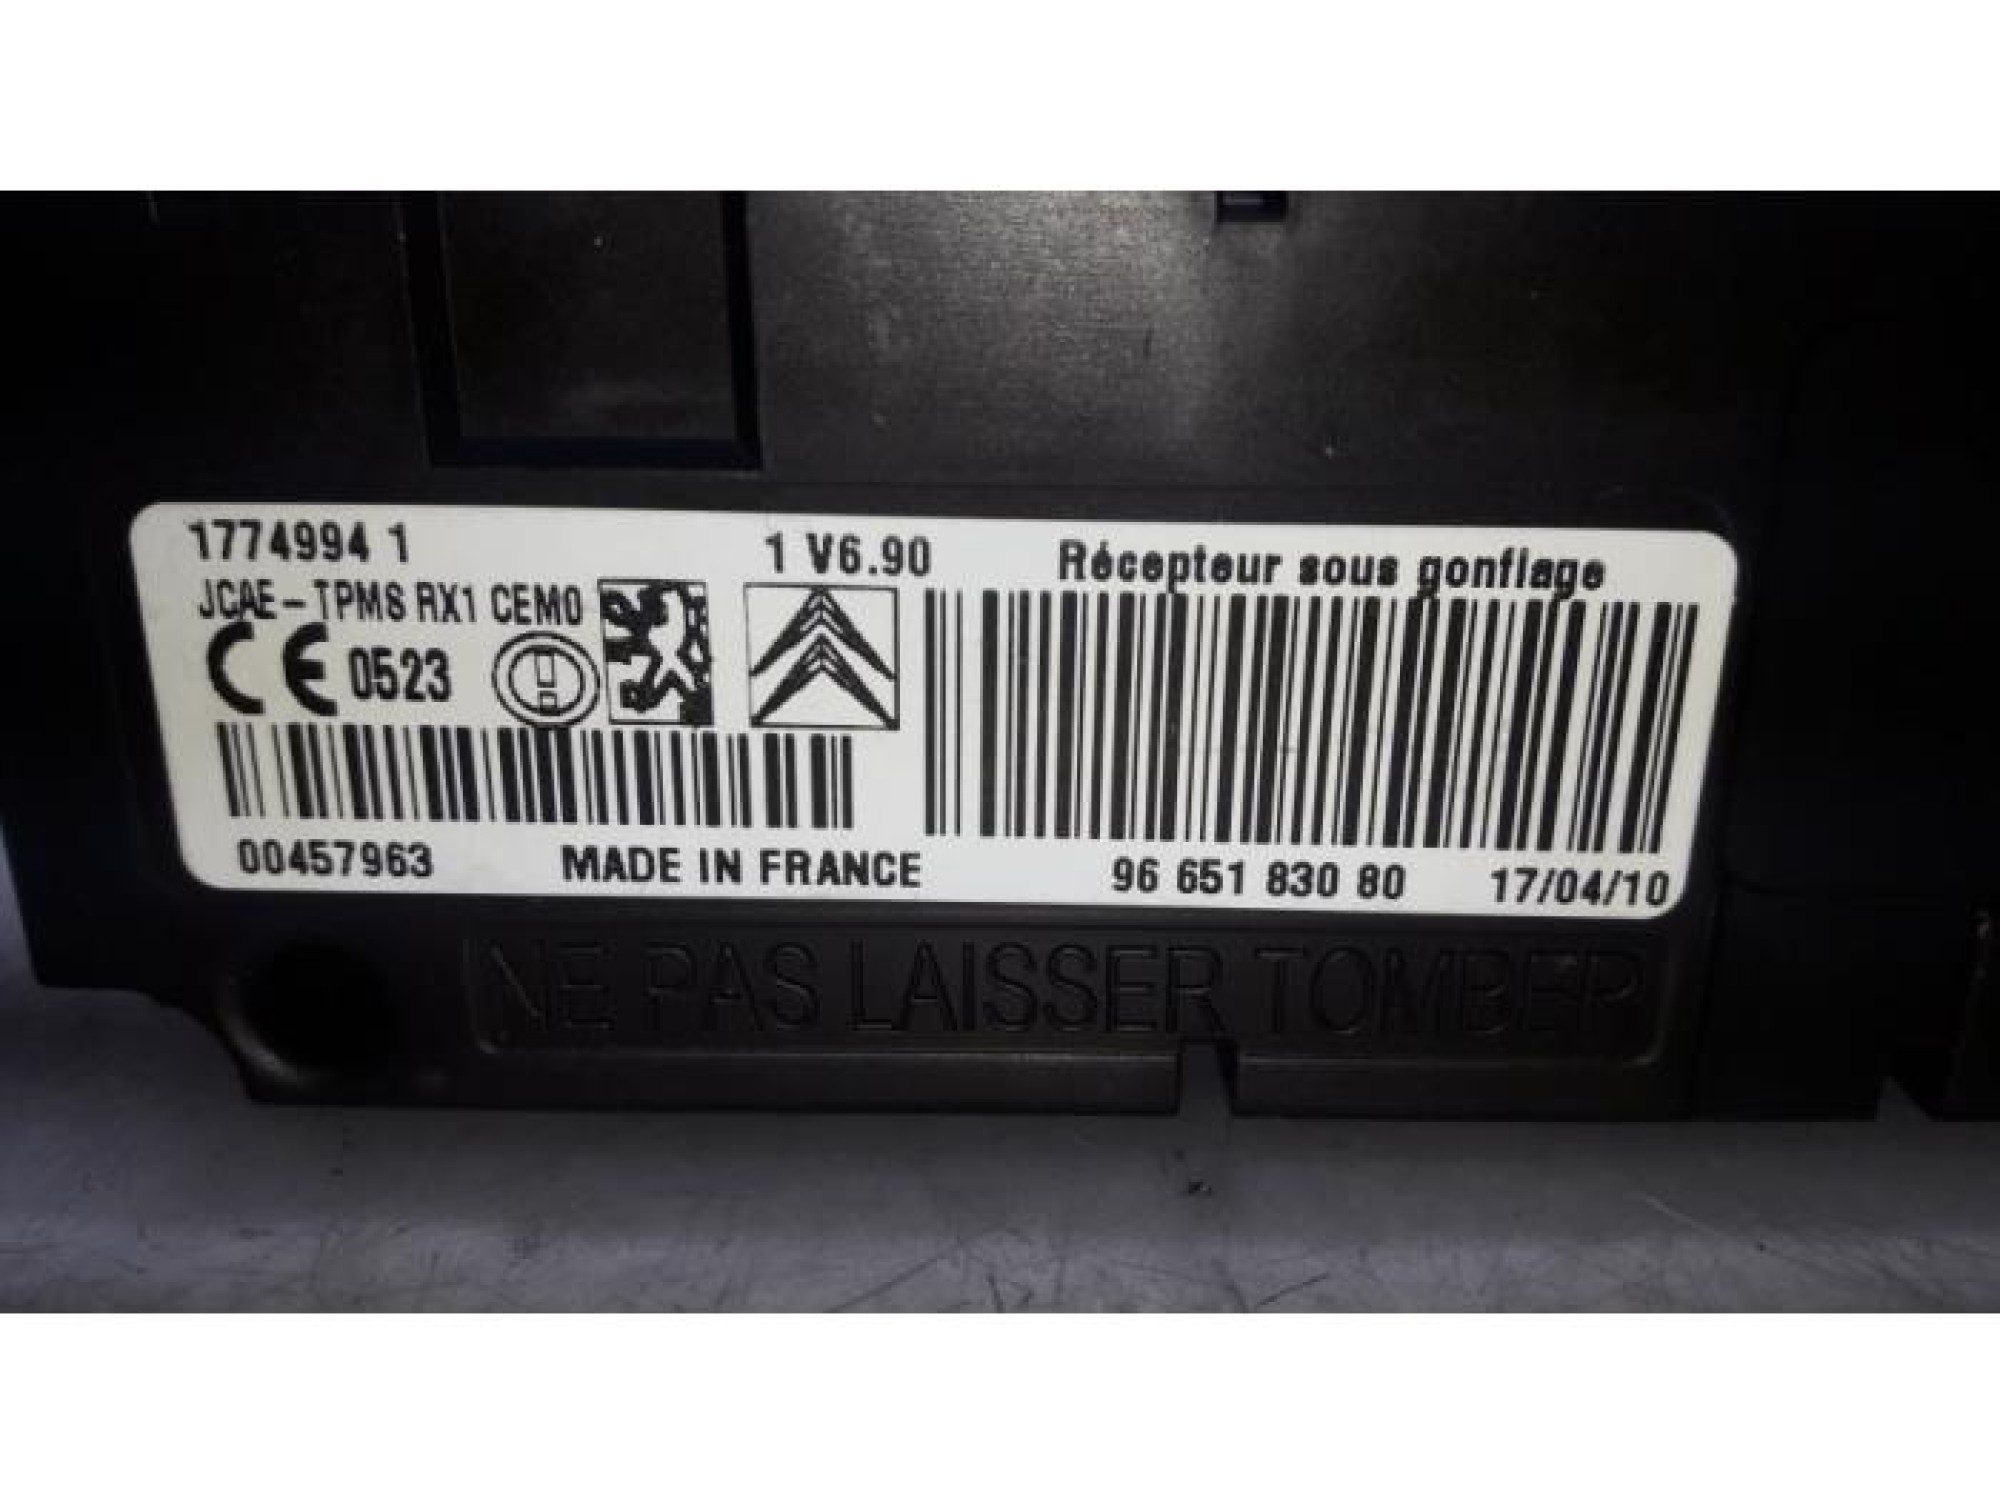 1774994 1
1 V6.90
Récepteur sous gonflage
JCAE-TPMS RX1 CEM0
CE 0523
00457963
MADE IN FRANCE
96 651 830 80
17/04/10
NE PAS LAISSER TOMBER